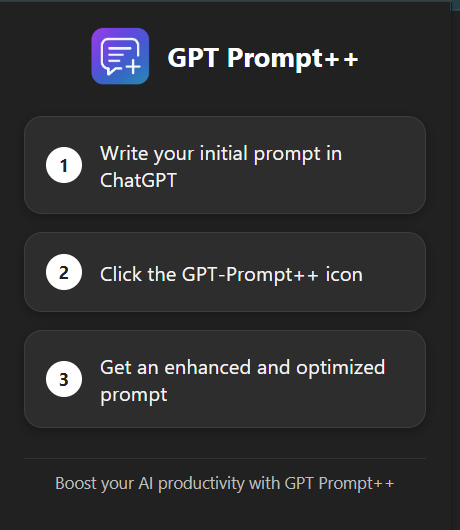 GPT Prompt++
1
Write your initial prompt in
ChatGPT
2
Click the GPT-Prompt++ icon
3
Get an enhanced and optimized
prompt
Boost your AI productivity with GPT Prompt++